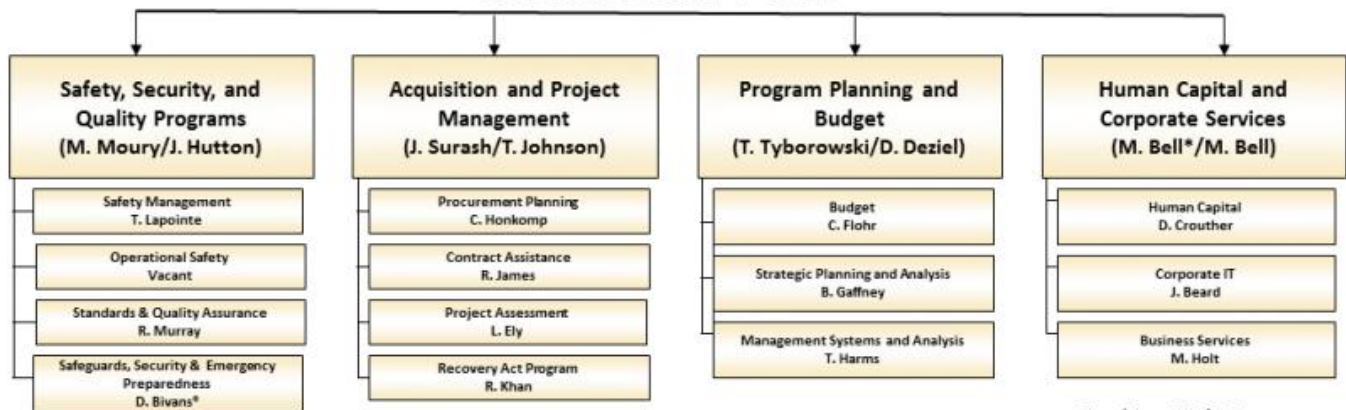 Safety, Security, and
Quality Programs
(M. Moury/J. Hutton)
Safety Management
T. Lapointe
Operational Safety
Vacant
Standards & Quality Assurance
R. Murray
Safeguards, Security & Emergency
Preparedness
D. Bivans*
Acquisition and Project
Management
(J. Surash/T. Johnson)
Procurement Planning
C. Honkomp
Contract Assistance
R. James
Project Assessment
L. Ely
Recovery Act Program
R. Khan
Program Planning and
Budget
(T. Tyborowski/D. Deziel)
Budget
C. Flohr
Strategic Planning and Analysis
B. Gaffney
Management Systems and Analysis
T. Harms
Human Capital and
Corporate Services
(M. Bell*/M. Bell)
Human Capital
D. Crouther
Corporate IT
J. Beard
Business Services
M. Holt